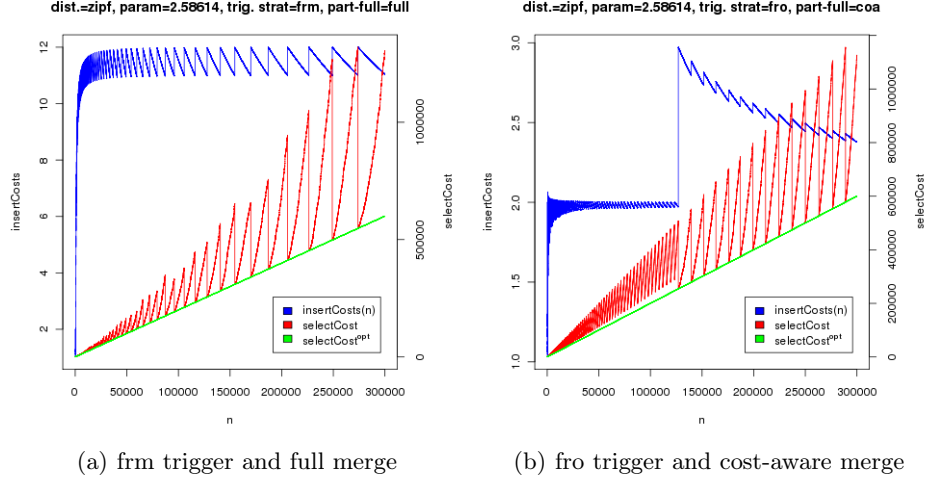 dist.=zipf, param=2.58614, trig. strat=frm, part-full=full
insertCosts
2
4
6
8
10
12
0
500000
1000000
selectCost
insertCosts(n)
selectCost
selectCost^opt
0
50000
100000
150000
200000
250000
300000
n
(a) frm trigger and full merge
dist.=zipf, param=2.58614, trig. strat=fro, part-full=coa
insertCosts
1.0
1.5
2.0
2.5
3.0
0
200000
400000
600000
800000
1000000
selectCost
insertCosts(n)
selectCost
selectCost^opt
0
50000
100000
150000
200000
250000
300000
n
(b) fro trigger and cost-aware merge